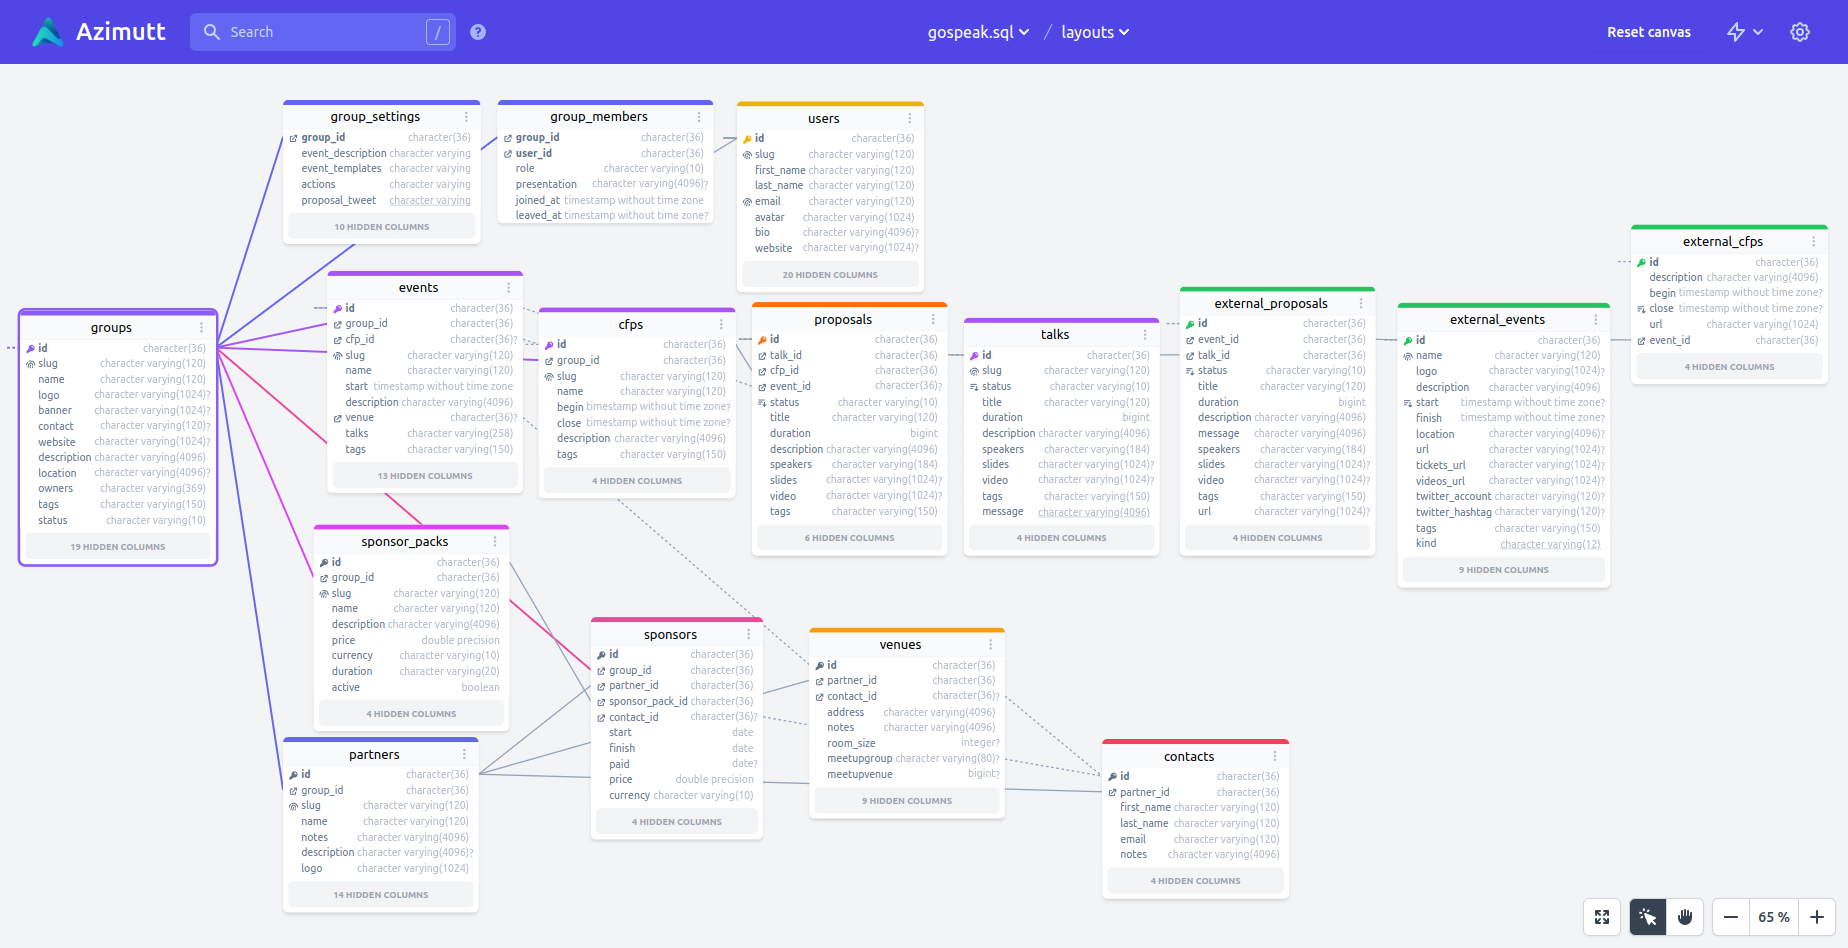 Azimutt
Search
/
?
gospeak.sql / layouts
Reset canvas
group_settings
group_id character(36)
event_description character varying
event_templates character varying
actions character varying
proposal_tweet character varying
10 HIDDEN COLUMNS
group_members
group_id character(36)
user_id character(36)
role character varying(10)
presentation character varying(4096)?
joined_at timestamp without time zone
leaved_at timestamp without time zone?
users
id character(36)
slug character varying(120)
first_name character varying(120)
last_name character varying(120)
email character varying(120)
avatar character varying(1024)
bio character varying(4096)?
website character varying(1024)?
20 HIDDEN COLUMNS
groups
id character(36)
slug character varying(120)
name character varying(120)
logo character varying(1024)?
banner character varying(1024)?
contact character varying(120)?
website character varying(1024)?
description character varying(4096)
location character varying(4096)?
owners character varying(369)
tags character varying(150)
status character varying(10)
19 HIDDEN COLUMNS
events
id character(36)
group_id character(36)
cfp_id character(36)?
slug character varying(120)
name character varying(120)
start timestamp without time zone
description character varying(4096)
venue character(36)?
talks character varying(258)
tags character varying(150)
13 HIDDEN COLUMNS
cfps
id character(36)
group_id character(36)
slug character varying(120)
name character varying(120)
begin timestamp without time zone?
close timestamp without time zone?
description character varying(4096)
tags character varying(150)
4 HIDDEN COLUMNS
proposals
id character(36)
talk_id character(36)
cfp_id character(36)
event_id character(36)?
status character varying(10)
title character varying(120)
duration bigint
description character varying(4096)
speakers character varying(184)
slides character varying(1024)?
video character varying(1024)?
tags character varying(150)
6 HIDDEN COLUMNS
talks
id character(36)
slug character varying(120)
status character varying(10)
title character varying(120)
duration bigint
description character varying(4096)
speakers character varying(184)
slides character varying(1024)?
video character varying(1024)?
tags character varying(150)
message character varying(4096)
4 HIDDEN COLUMNS
external_proposals
id character(36)
event_id character(36)
talk_id character(36)
status character varying(10)
title character varying(120)
duration bigint
description character varying(4096)
message character varying(4096)
speakers character varying(184)
slides character varying(1024)?
video character varying(1024)?
tags character varying(150)
url character varying(1024)?
4 HIDDEN COLUMNS
external_events
id character(36)
name character varying(120)
logo character varying(1024)?
description character varying(4096)
start timestamp without time zone?
finish timestamp without time zone?
location character varying(4096)?
url character varying(1024)?
tickets_url character varying(1024)?
videos_url character varying(1024)?
twitter_account character varying(120)?
twitter_hashtag character varying(120)?
tags character varying(150)
kind character varying(12)
9 HIDDEN COLUMNS
external_cfps
id character(36)
description character varying(4096)
begin timestamp without time zone?
close timestamp without time zone?
url character varying(1024)
event_id character(36)
4 HIDDEN COLUMNS
sponsor_packs
id character(36)
group_id character(36)
slug character varying(120)
name character varying(120)
description character varying(4096)
price double precision
currency character varying(10)
duration character varying(20)
active boolean
4 HIDDEN COLUMNS
sponsors
id character(36)
group_id character(36)
partner_id character(36)
sponsor_pack_id character(36)
contact_id character(36)?
start date
finish date
paid date?
price double precision
currency character varying(10)
4 HIDDEN COLUMNS
venues
id character(36)
partner_id character(36)
contact_id character(36)?
address character varying(4096)
notes character varying(4096)
room_size integer?
meetupgroup character varying(80)?
meetupvenue bigint?
9 HIDDEN COLUMNS
partners
id character(36)
group_id character(36)
slug character varying(120)
name character varying(120)
notes character varying(4096)
description character varying(4096)?
logo character varying(1024)
14 HIDDEN COLUMNS
contacts
id character(36)
partner_id character(36)
first_name character varying(120)
last_name character varying(120)
email character varying(120)
notes character varying(4096)
4 HIDDEN COLUMNS
65 %